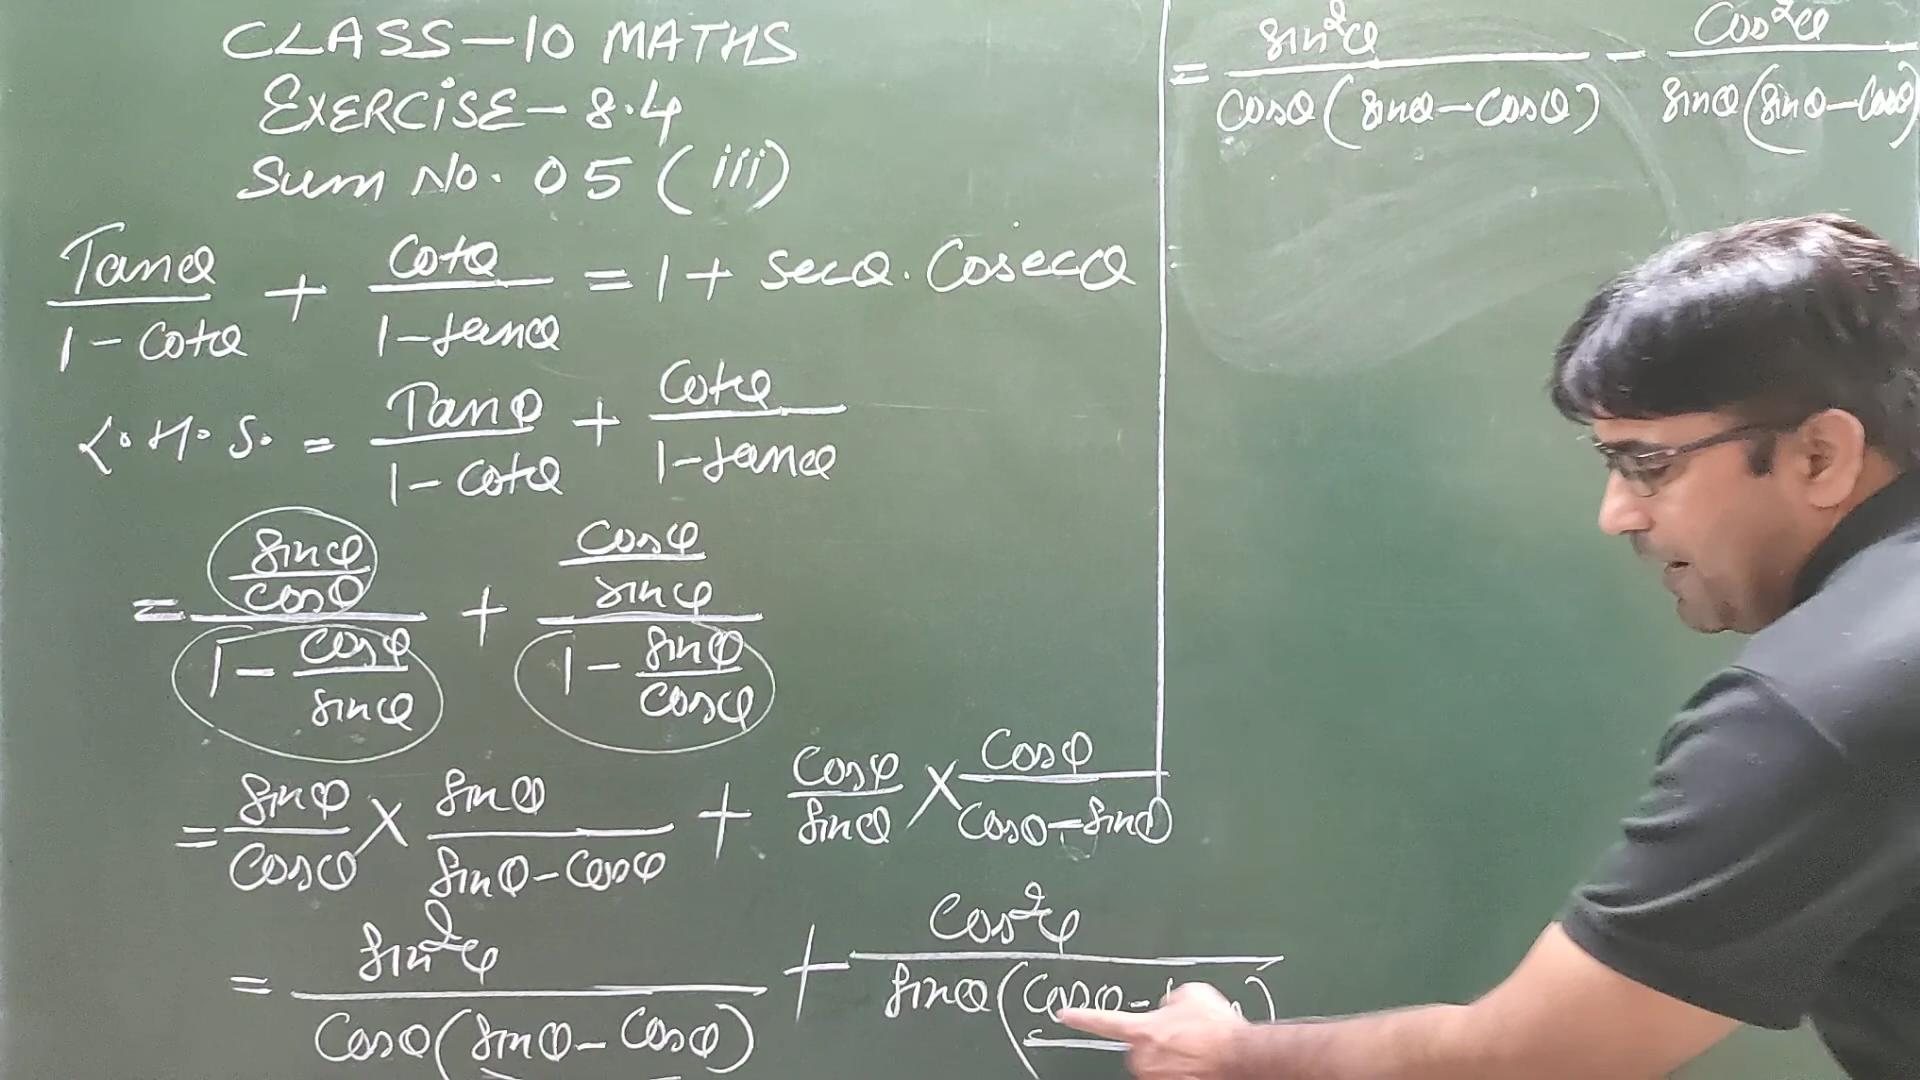 CLASS-10 MATHS
EXERCISE-8.4
Sum No. 05 (iii)
Tanθ/(1-cotθ) + Cotθ/(1-tanθ) = 1 + secθ. Cosecθ
L.H.S. = Tanθ/(1-cotθ) + Cotθ/(1-tanθ)
= (sinθ/cosθ)/(1-cosθ/sinθ) + (cosθ/sinθ)/(1-sinθ/cosθ)
= sinθ/cosθ × sinθ/(sinθ-cosθ) + cosθ/sinθ × cosθ/(cosθ-sinθ)
= sin²θ/(cosθ(sinθ-cosθ)) + cos²θ/(sinθ(cosθ-
= sin²θ/(cosθ(sinθ-cosθ)) - cos²θ/(sinθ(sinθ-cosθ)